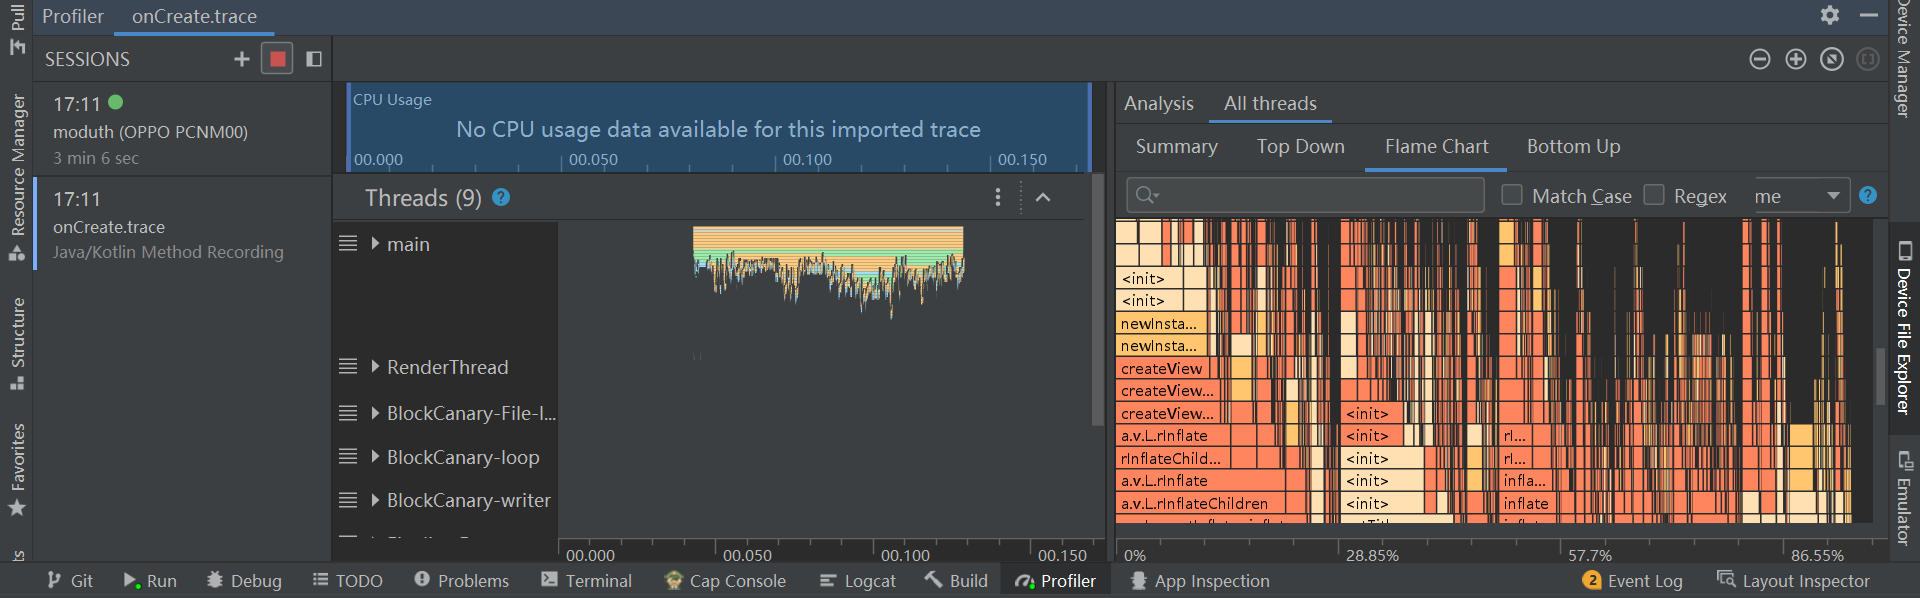 Pull
Resource Manager
Structure
Favorites
ts
Profiler
onCreate.trace
SESSIONS
17:11
moduth (OPPO PCNM00)
3 min 6 sec
17:11
onCreate.trace
Java/Kotlin Method Recording
CPU Usage
No CPU usage data available for this imported trace
00.000 00.050 00.100 00.150
Threads (9) ?
main
RenderThread
BlockCanary-File-l...
BlockCanary-loop
BlockCanary-writer
00.000 00.050 00.100 00.150
Analysis All threads
Summary Top Down Flame Chart Bottom Up
Match Case Regex me ?
<init>
<init>
newInsta...
newInsta...
createView
createView...
createView... <init>
a.v.L.rInflate <init> rI...
rInflateChild... <init> rI...
a.v.L.rInflate <init> infla...
a.v.L.rInflateChildren <init> inflate
0% 28.85% 57.7% 86.55%
Device Manager
Device File Explorer
Emulator
Git Run Debug TODO Problems Terminal Cap Console Logcat Build Profiler App Inspection 2 Event Log Layout Inspector